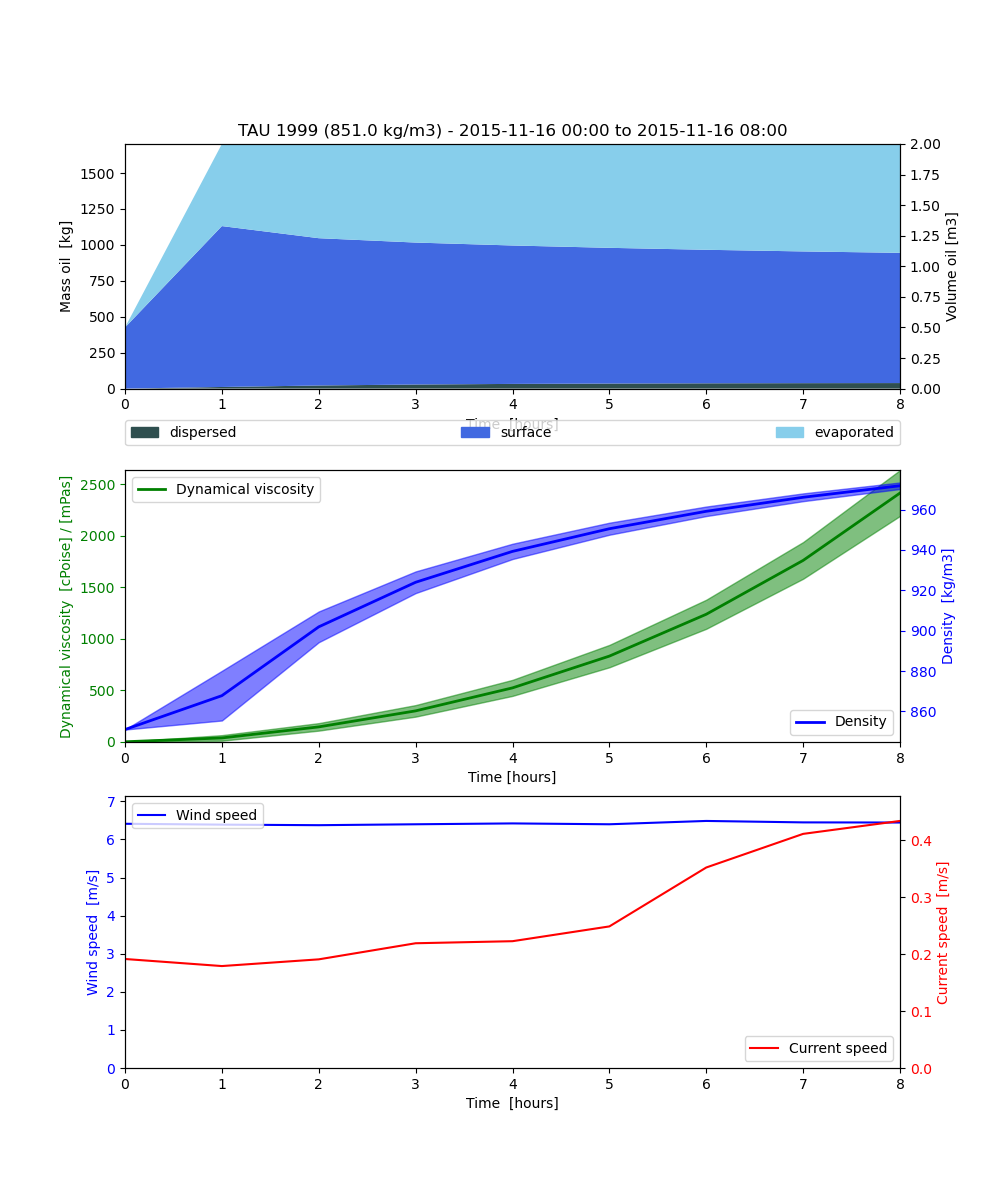 TAU 1999 (851.0 kg/m3) - 2015-11-16 00:00 to 2015-11-16 08:00
Mass oil  [kg]
1500
1250
1000
750
500
250
0
Volume oil [m3]
2.00
1.75
1.50
1.25
1.00
0.75
0.50
0.25
0.00
0 1 2 3 4 5 6 7 8
Time  [hours]
dispersed surface evaporated
Dynamical viscosity  [cPoise] / [mPas]
2500
2000
1500
1000
500
0
Dynamical viscosity
Density  [kg/m3]
960
940
920
900
880
860
Density
0 1 2 3 4 5 6 7 8
Time [hours]
Wind speed  [m/s]
7
6
5
4
3
2
1
0
Wind speed
Current speed  [m/s]
0.4
0.3
0.2
0.1
0.0
Current speed
0 1 2 3 4 5 6 7 8
Time  [hours]